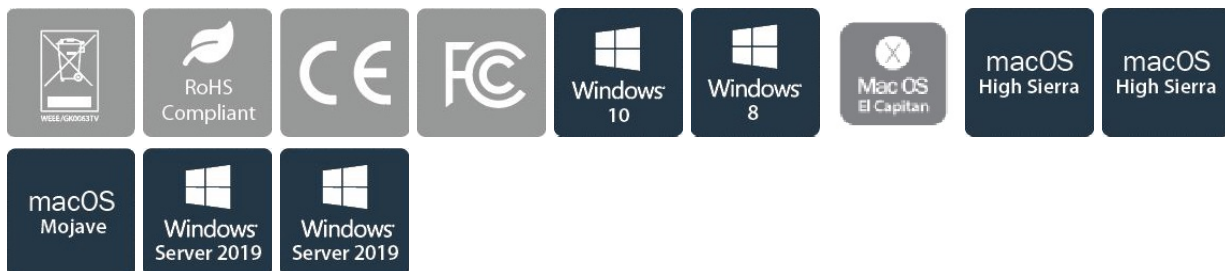 WEEE/GK0063TV
RoHS
Compliant
CE
FC
Windows
10
Windows
8
Mac OS
El Capitan
macOS
High Sierra
macOS
High Sierra
macOS
Mojave
Windows
Server 2019
Windows
Server 2019